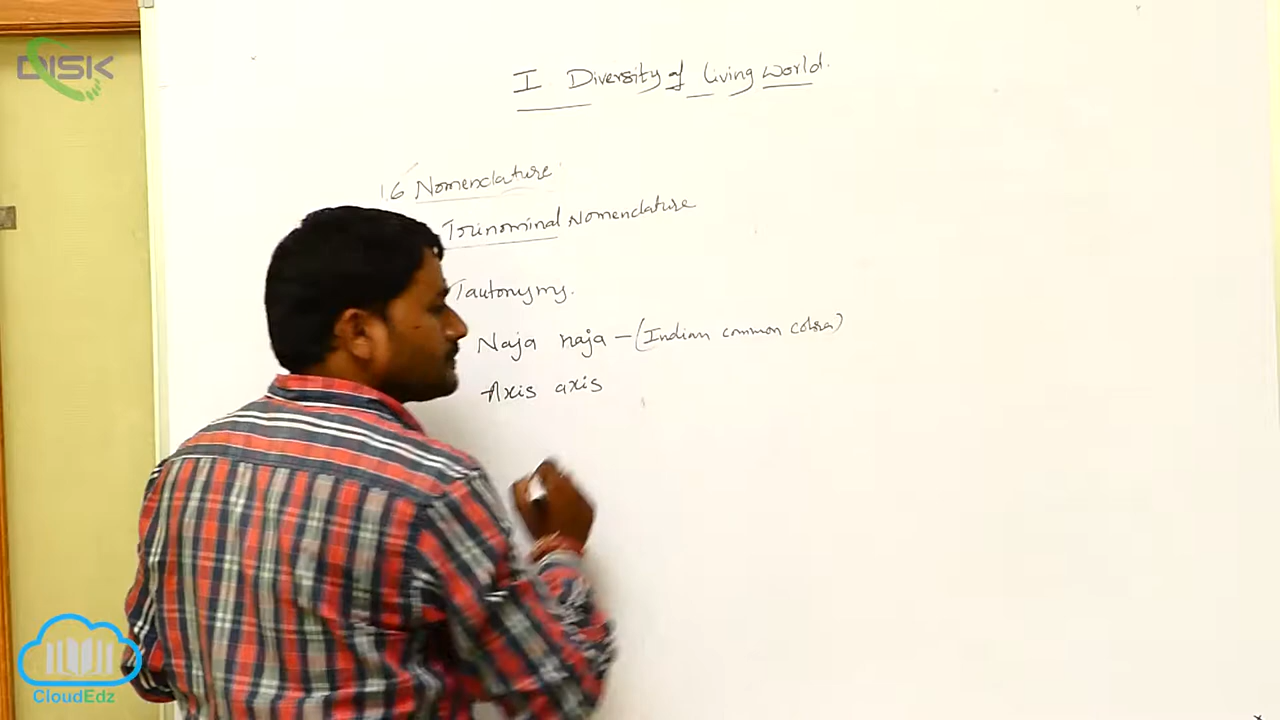 DISK
I Diversity of living world.
1.6 Nomenclature
Trinominal Nomenclature
Tautonymy.
Naja naja - (Indian common cobra)
Axis axis
CloudEdz